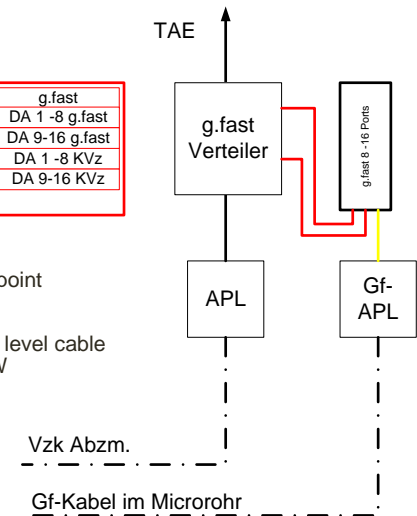 TAE
g.fast
DA 1 -8 g.fast
DA 9-16 g.fast
DA 1 -8 KVz
DA 9-16 KVz
g.fast
Verteiler
g.fast 8 -16 Ports
point
APL
Gf-
APL
level cable
Vzk Abzm.
Gf-Kabel im Microrohr